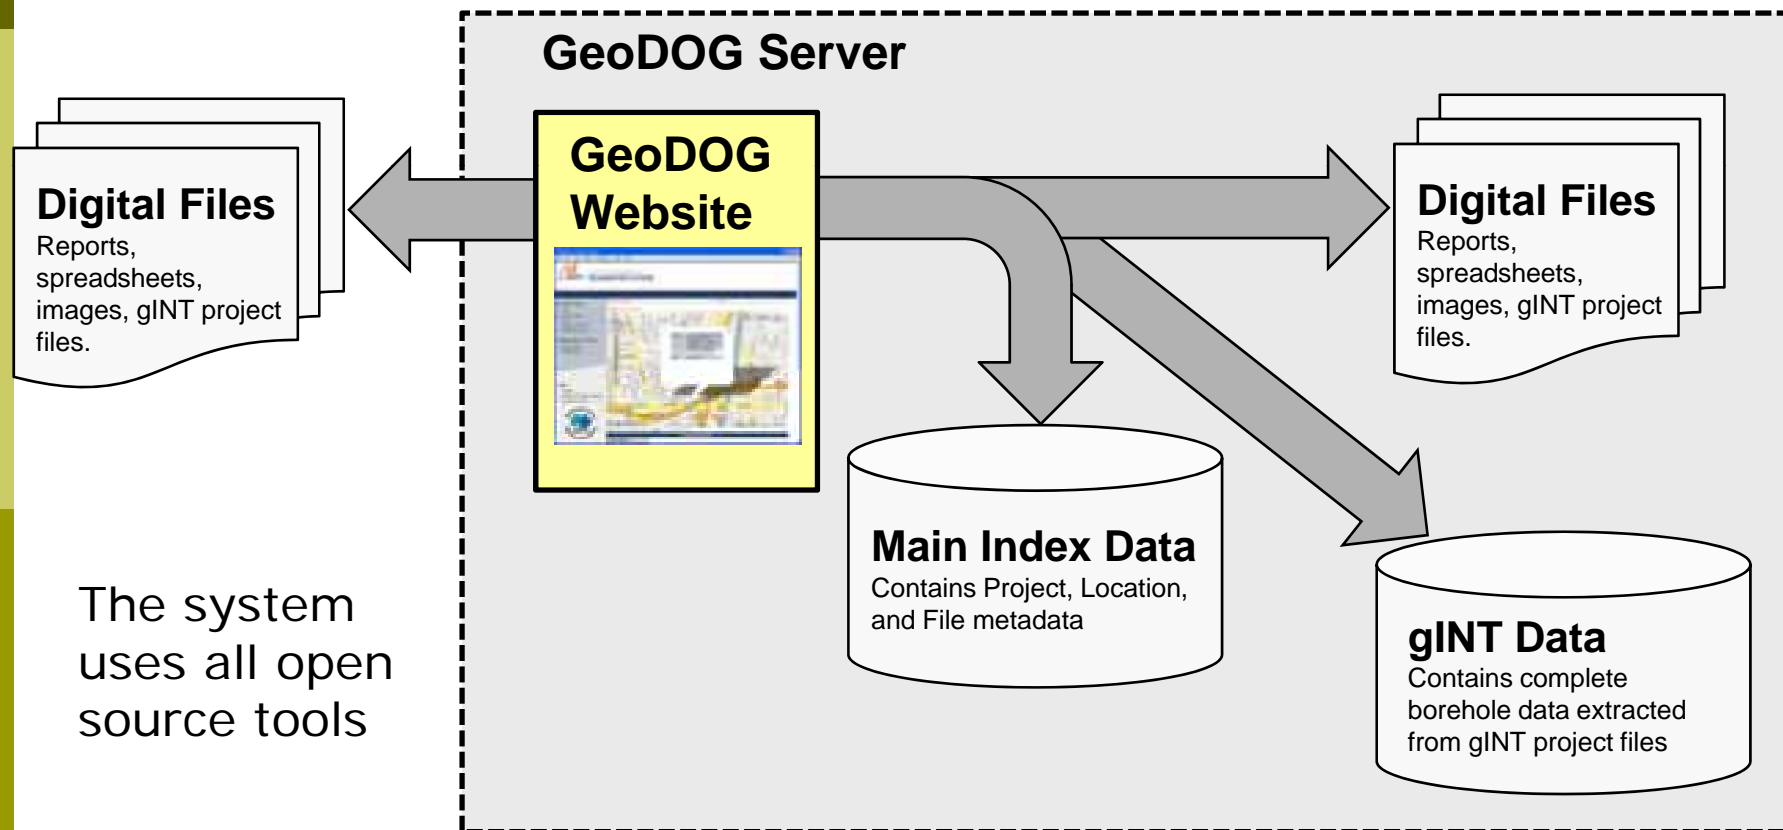 GeoDOG Server
GeoDOG
Website
Digital Files
Reports,
spreadsheets,
images, gINT project
files.
Digital Files
Reports,
spreadsheets,
images, gINT project
files.
Main Index Data
Contains Project, Location,
and File metadata
gINT Data
Contains complete
borehole data extracted
from gINT project files
The system
uses all open
source tools